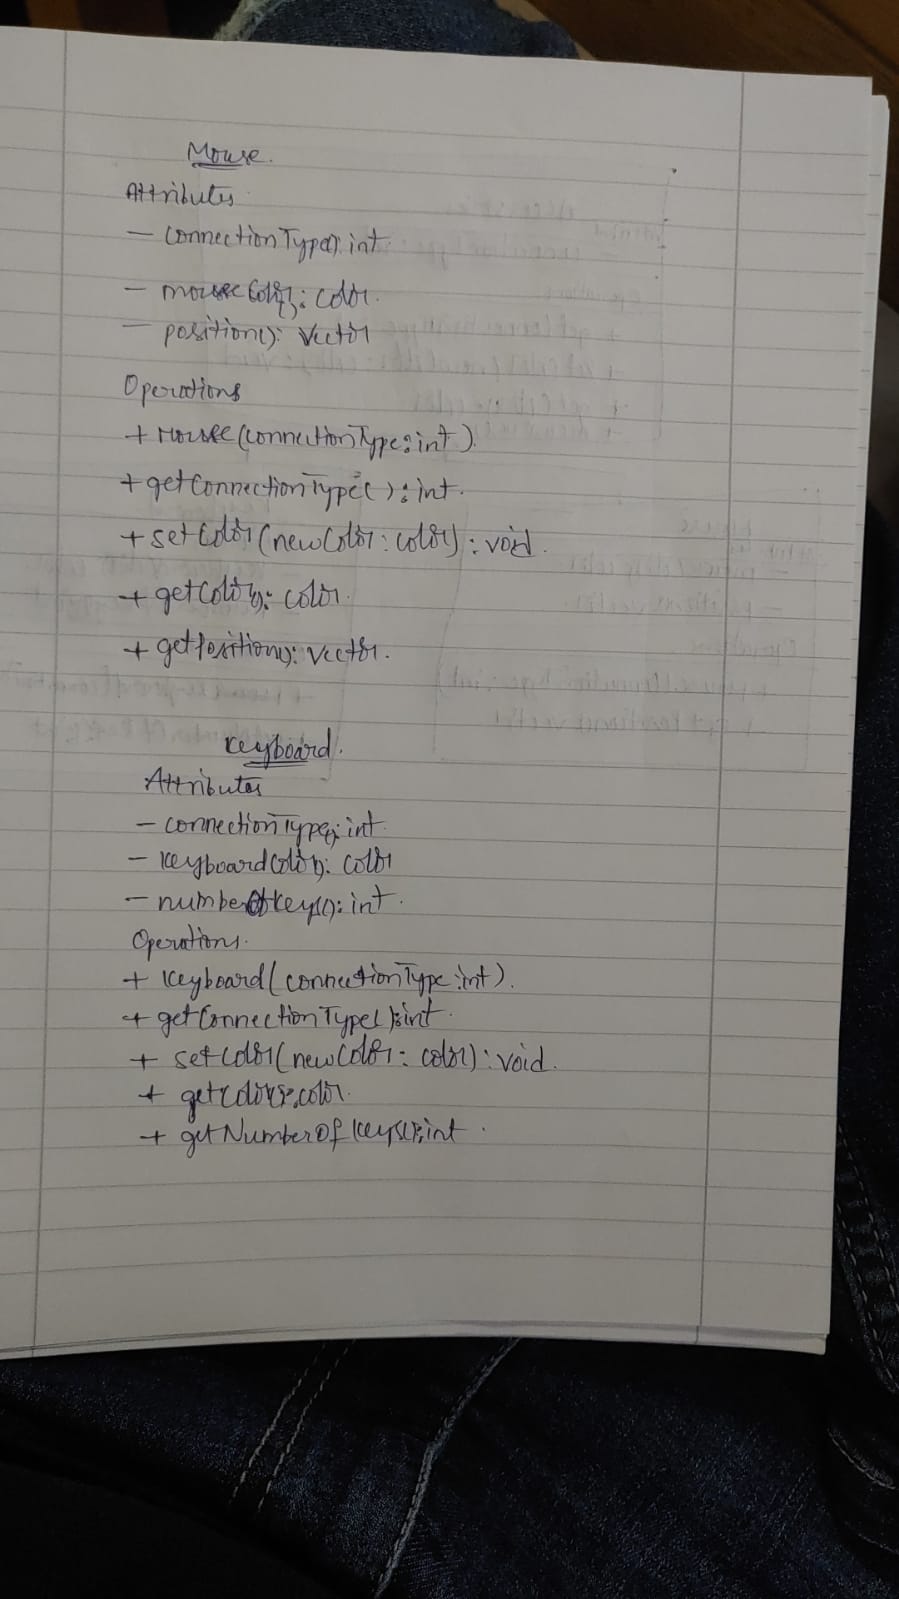 Mouse.
Attributes
- connectionType(): int
- mouseColor(): color.
- position(): Vector
Operations
+ Mouse(connectionType: int)
+ getConnectionType(): int.
+ setColor(newColor: color): void.
+ getColor(): color.
+ getPosition(): Vector.
Keyboard.
Attributes
- connectionType(): int
- keyboardColor(): color
- numberOfkeys(): int.
Operations.
+ Keyboard(connectionType: int).
+ getConnectionType(): int.
+ setColor(newColor: color): void.
+ getColor(): color.
+ getNumberOfKeys(): int.